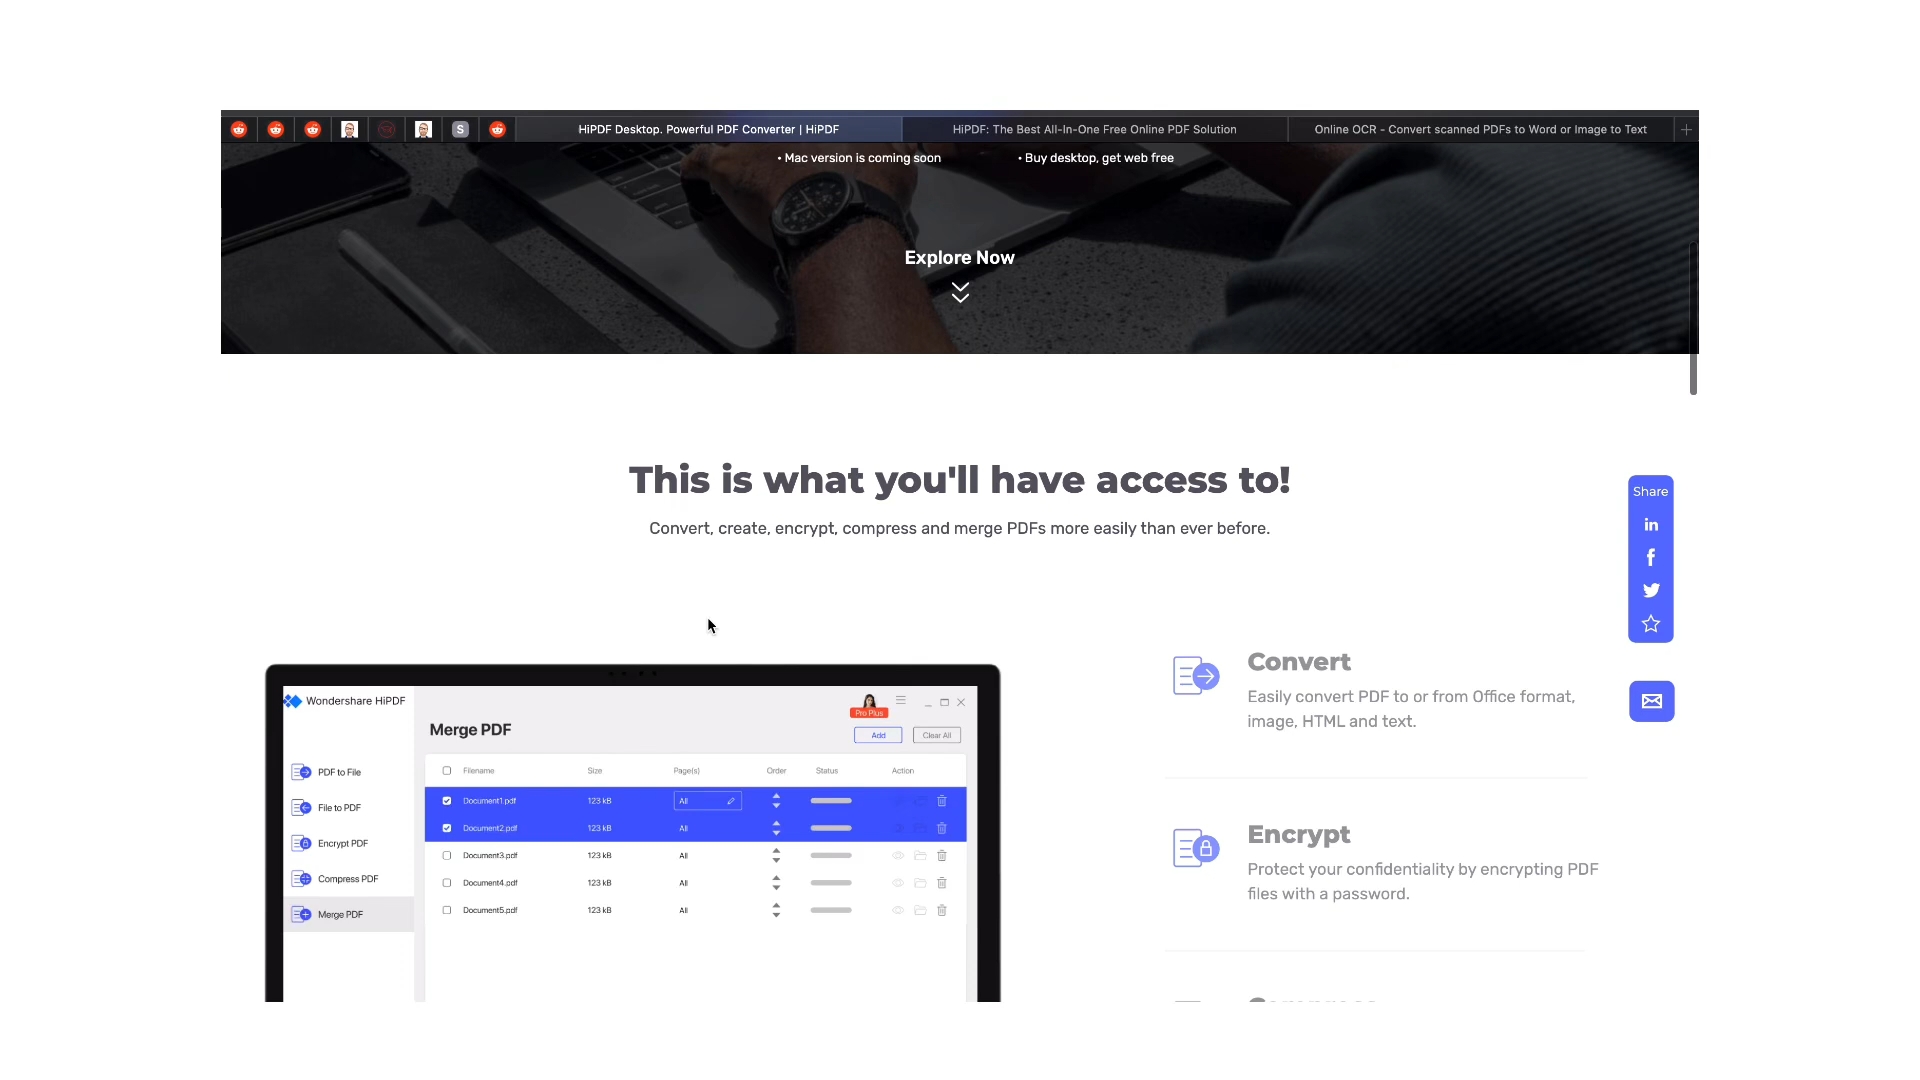 S
HiPDF Desktop. Powerful PDF Converter | HiPDF
HiPDF: The Best All-In-One Free Online PDF Solution
Online OCR - Convert scanned PDFs to Word or Image to Text
• Mac version is coming soon
• Buy desktop, get web free
Explore Now
This is what you'll have access to!
Convert, create, encrypt, compress and merge PDFs more easily than ever before.
Share
in
f
Wondershare HiPDF
Pro Plus
Merge PDF
Add
Clear All
Filename Size Page(s) Order Status Action
Document1.pdf 123 kB All
Document2.pdf 123 kB All
Document3.pdf 123 kB All
Document4.pdf 123 kB All
Document5.pdf 123 kB All
PDF to File
File to PDF
Encrypt PDF
Compress PDF
Merge PDF
Convert
Easily convert PDF to or from Office format,
image, HTML and text.
Encrypt
Protect your confidentiality by encrypting PDF
files with a password.